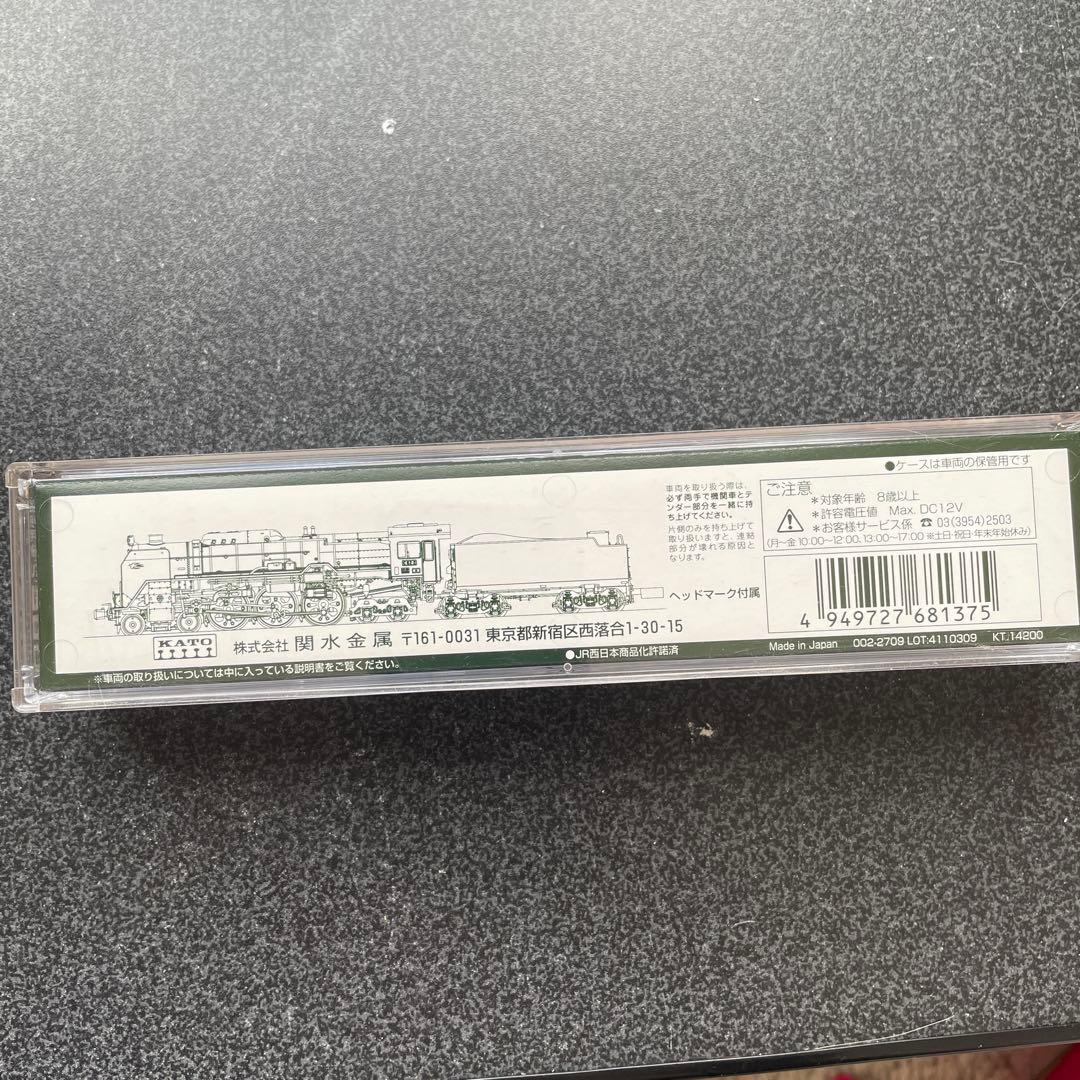 ●ケースは車両の保管用です
車両を取り扱う際は、
必ず両手で機関車とテ
ンダー部分を一緒に持
ち上げてください。
片側のみを持ち上げて
取り扱いますと、連結
部分が壊れる原因と
なります。
ご注意
＊対象年齢 8歳以上
＊許容電圧値 Max. DC12V
＊お客様サービス係 ☎ 03(3954)2503
(月〜金 10:00〜12:00, 13:00〜17:00 ※土日・祝日・年末年始休み)
ヘッドマーク付属
4 949727 681375
KATO
株式会社 関水金属 〒161-0031 東京都新宿区西落合1-30-15
Made in Japan 002-2709 LOT:4110309 KT.14200
●JR西日本商品化許諾済
※車両の取り扱いについては中に入っている説明書をご覧ください。